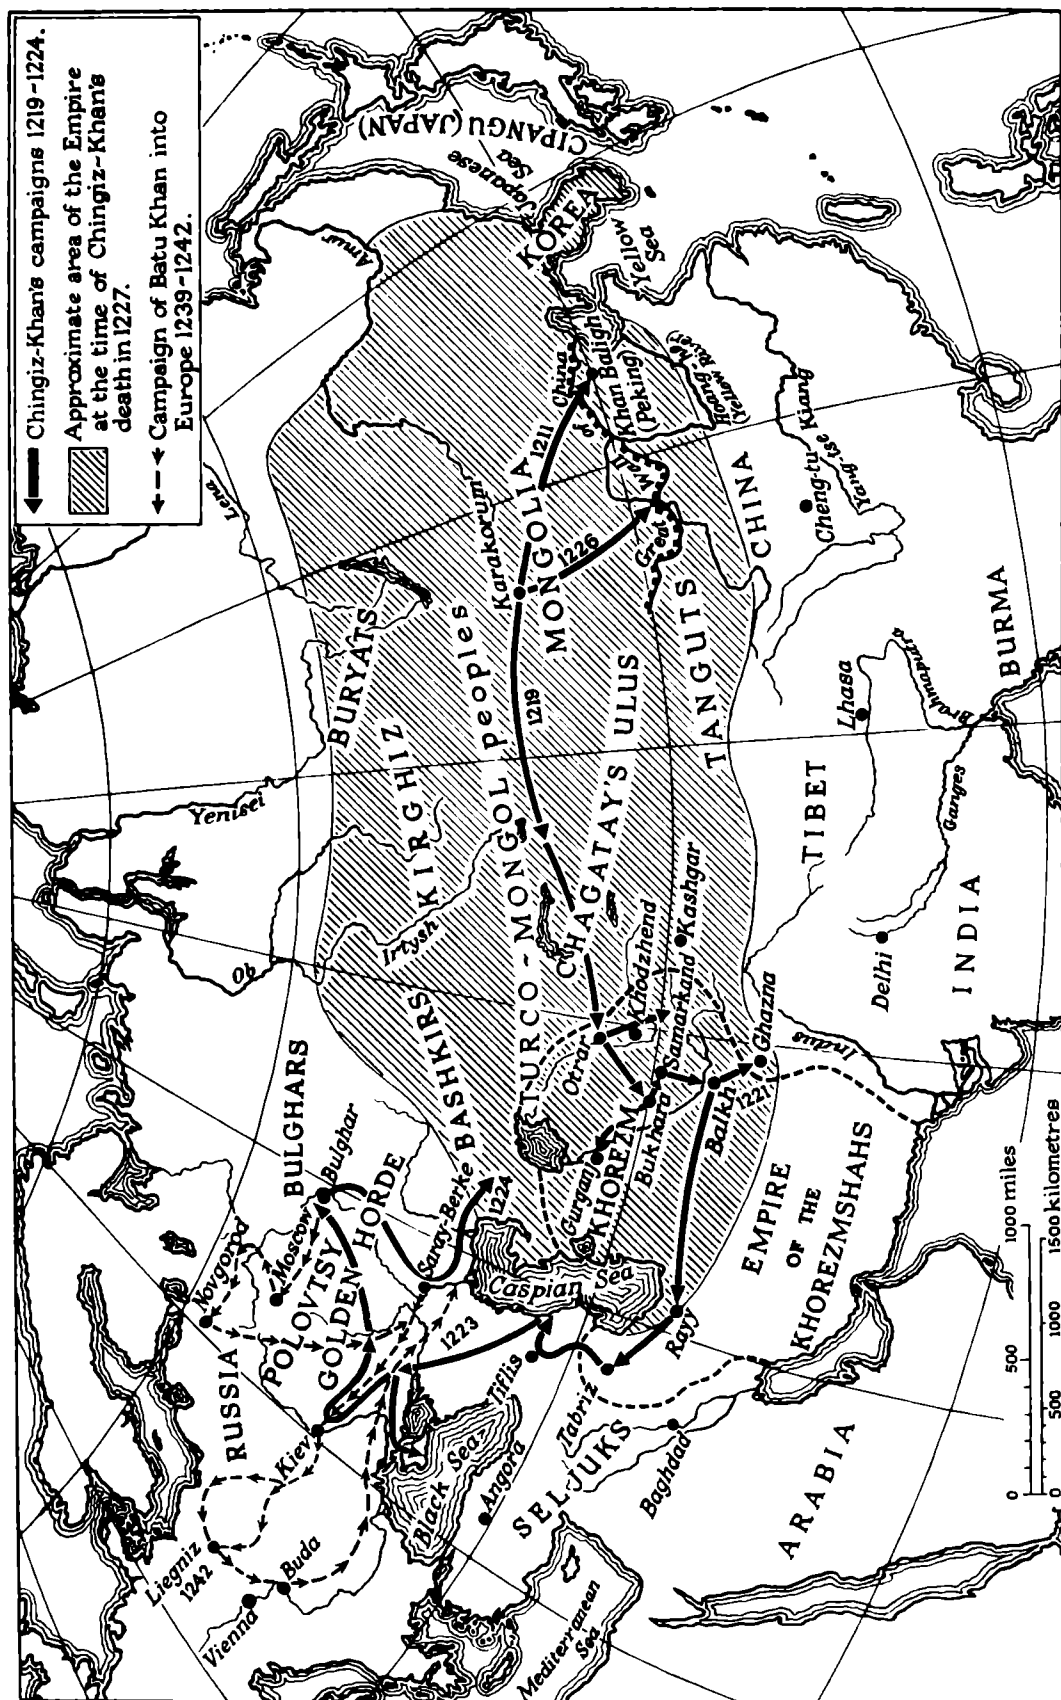 Chingiz-Khan's campaigns 1219-1224.
Approximate area of the Empire
at the time of Chingiz-Khan's
death in 1227.
Campaign of Batu Khan into
Europe 1239-1242.
CIPANGU (JAPAN)
Japanese
Sea
KOREA
Yellow
Sea
Amur
Lena
China
of
Wall
Great
Khan Baligh
(Peking)
Hoang-ho
(Yellow River)
1211
1226
1219
Karakorum
MONGOLIA
CHINA
Cheng-tu
Yang-tse Kiang
BURYATS
KIRGHIZ
TURCO-MONGOL Peoples
CHAGATAY'S ULUS
TANGUTS
Yenisei
Ob
Irtysh
BASHKIRS
Lhasa
Brahmaputra
BURMA
TIBET
Ganges
Delhi
INDIA
Indus
Kashgar
Khodzhend
Samarkand
Otrar
Bukhara
Balkh
Ghazna
1221
Gurganj
KHOREZM
BULGHARS
Bulghar
GOLDEN HORDE
POLOVTSY
Saray-Berke
1224
1223
Novgorod
Moscow
RUSSIA
Kiev
Liegniz
1242
Vienna
Buda
Black Sea
Caspian Sea
Tiflis
Tabriz
Rayy
Angora
SELJUKS
Baghdad
Mediterranean
Sea
ARABIA
EMPIRE
OF THE
KHOREZMSHAHS
0 500 1000 miles
0 500 1000 1500 kilometres